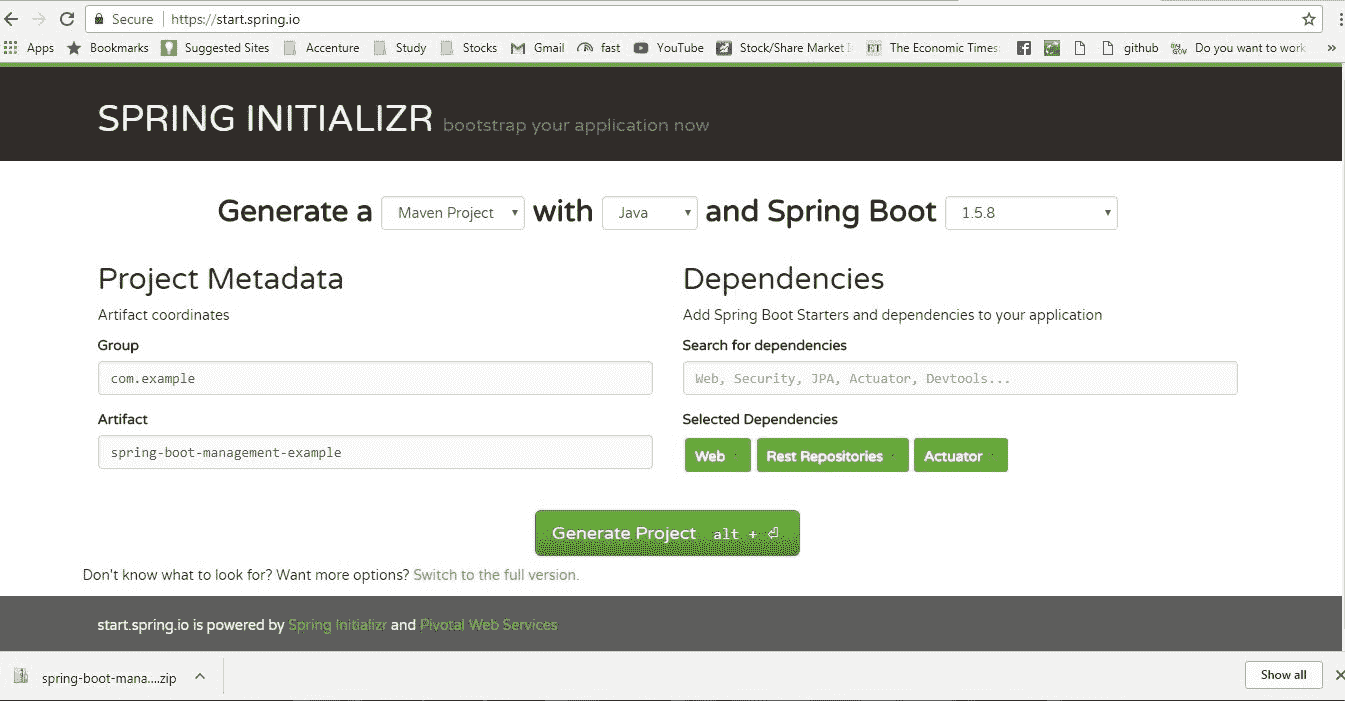 Secure https://start.spring.io
Apps Bookmarks Suggested Sites Accenture Study Stocks Gmail fast YouTube Stock/Share Market ET The Economic Times github Do you want to work »
SPRING INITIALIZR bootstrap your application now
Generate a Maven Project with Java and Spring Boot 1.5.8
Project Metadata Dependencies
Artifact coordinates Add Spring Boot Starters and dependencies to your application
Group Search for dependencies
com.example Web, Security, JPA, Actuator, Devtools...
Artifact Selected Dependencies
spring-boot-management-example Web Rest Repositories Actuator
Generate Project alt + ⏎
Don't know what to look for? Want more options? Switch to the full version.
start.spring.io is powered by Spring Initializr and Pivotal Web Services
spring-boot-mana....zip Show all